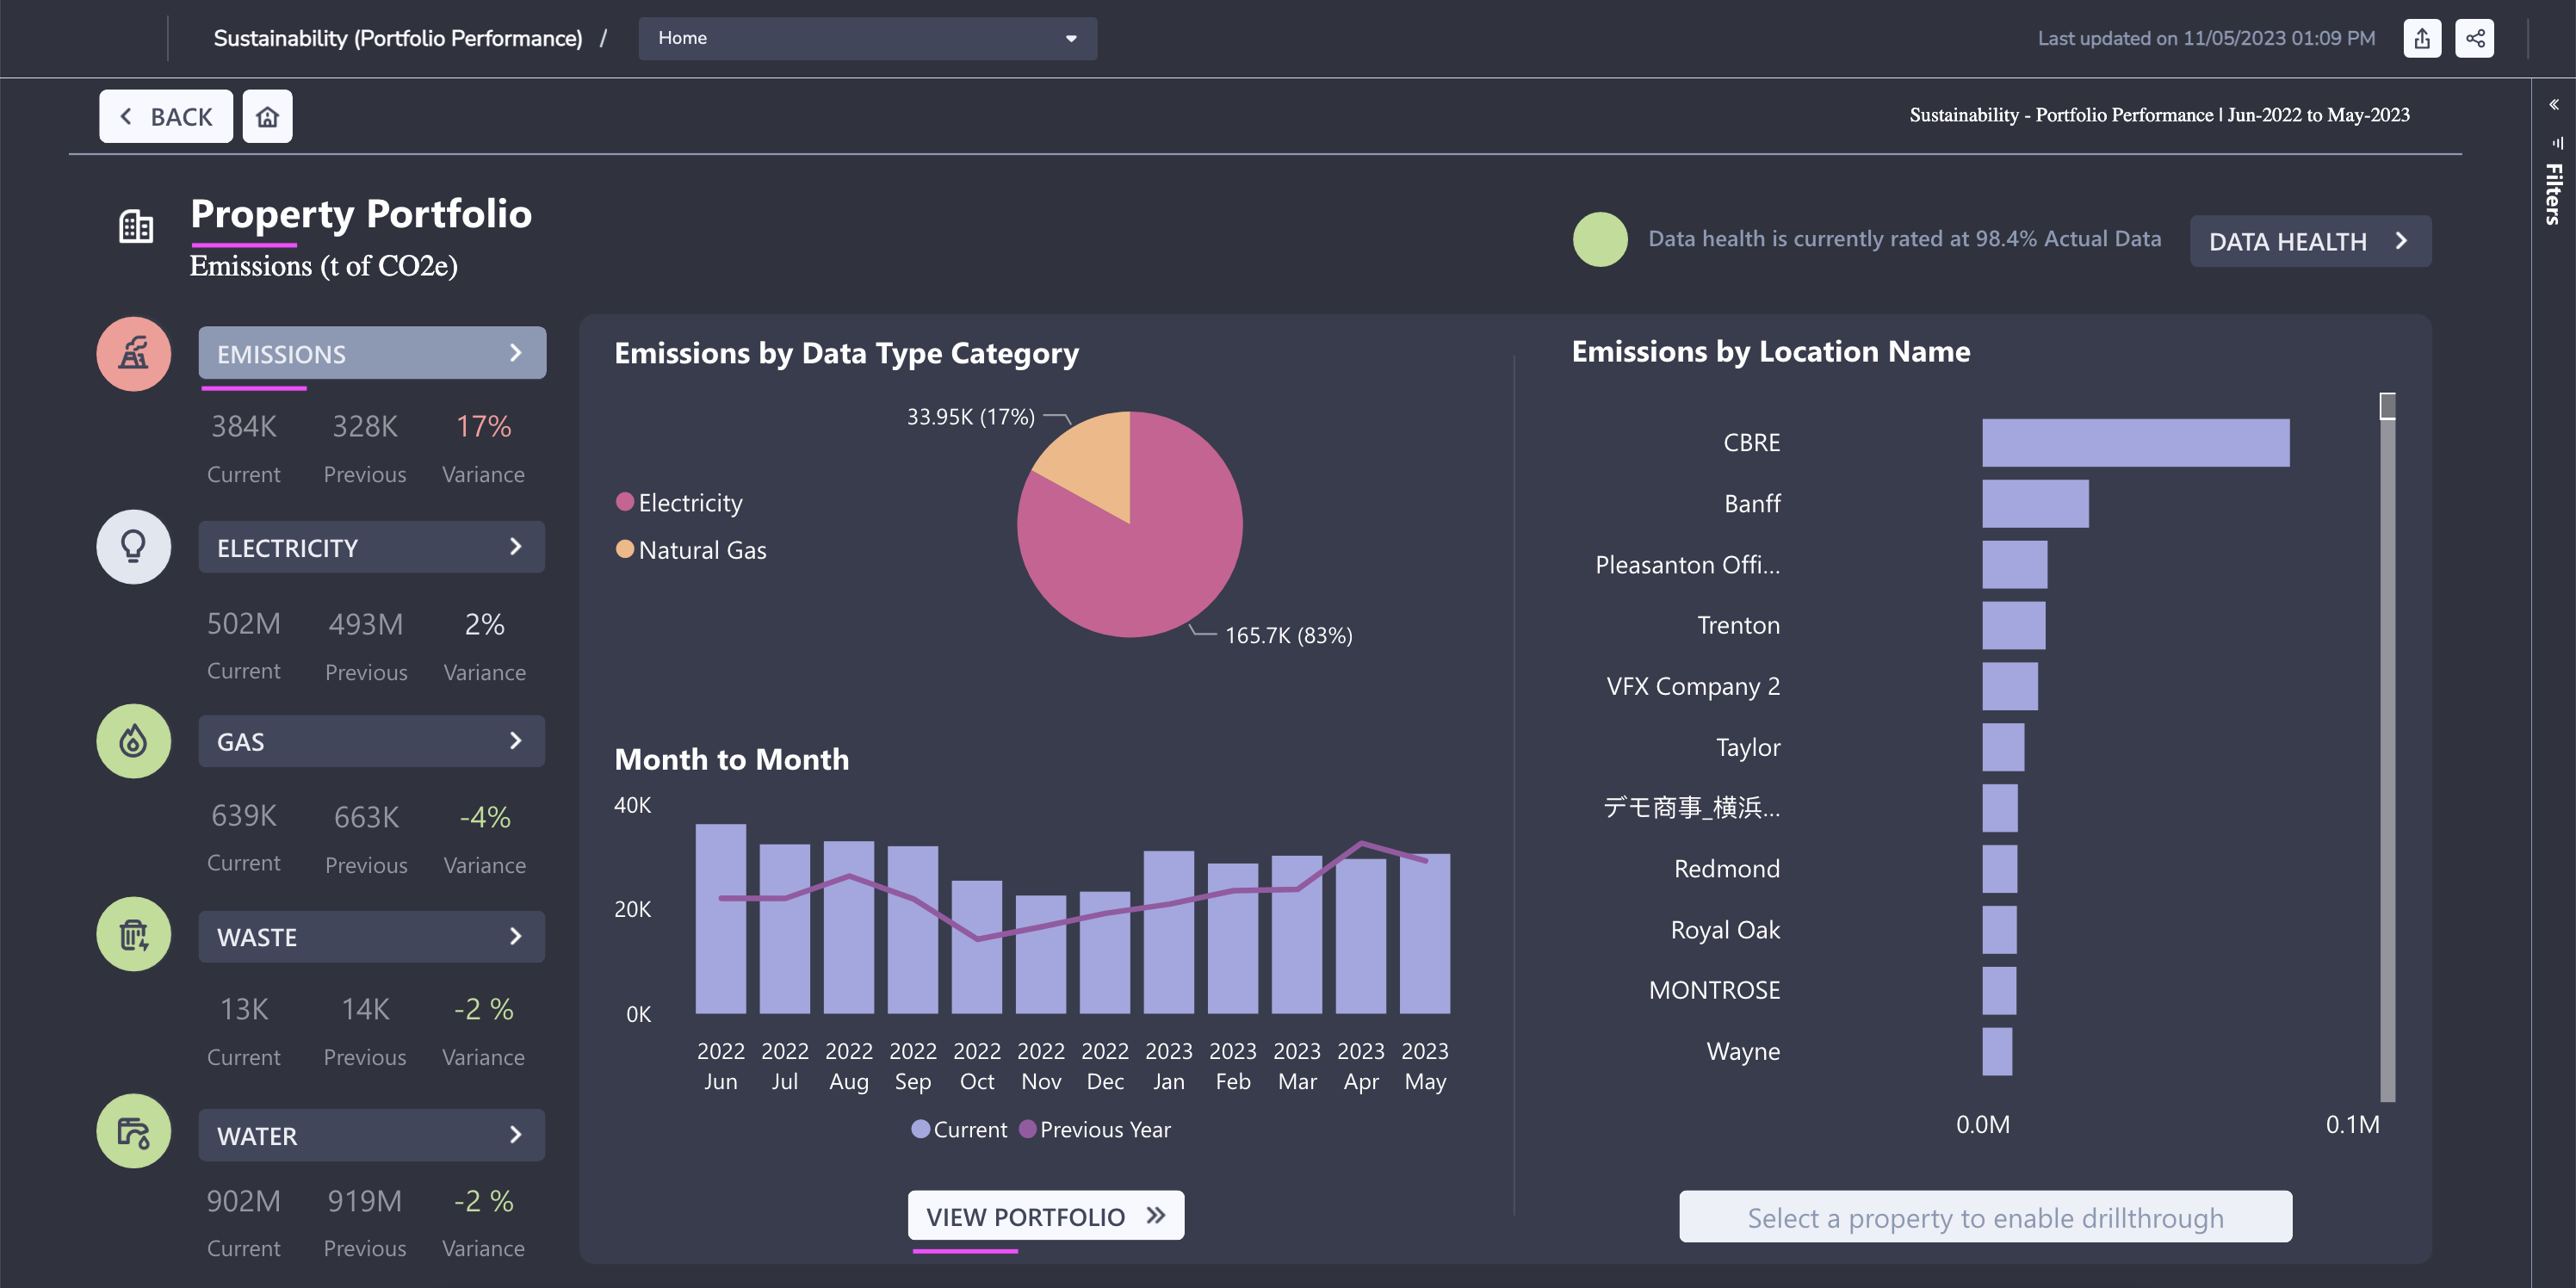 Sustainability (Portfolio Performance) /
Home
Last updated on 11/05/2023 01:09 PM
BACK
Sustainability - Portfolio Performance | Jun-2022 to May-2023
Filters
Property Portfolio
Emissions (t of CO2e)
Data health is currently rated at 98.4% Actual Data
DATA HEALTH
EMISSIONS
384K 328K 17%
Current Previous Variance
ELECTRICITY
502M 493M 2%
Current Previous Variance
GAS
639K 663K -4%
Current Previous Variance
WASTE
13K 14K -2 %
Current Previous Variance
WATER
902M 919M -2 %
Current Previous Variance
Emissions by Data Type Category
33.95K (17%)
Electricity
Natural Gas
165.7K (83%)
Month to Month
40K
20K
0K
2022 2022 2022 2022 2022 2022 2022 2023 2023 2023 2023 2023
Jun Jul Aug Sep Oct Nov Dec Jan Feb Mar Apr May
Current Previous Year
VIEW PORTFOLIO
Emissions by Location Name
CBRE
Banff
Pleasanton Offi...
Trenton
VFX Company 2
Taylor
デモ商事_横浜...
Redmond
Royal Oak
MONTROSE
Wayne
0.0M 0.1M
Select a property to enable drillthrough